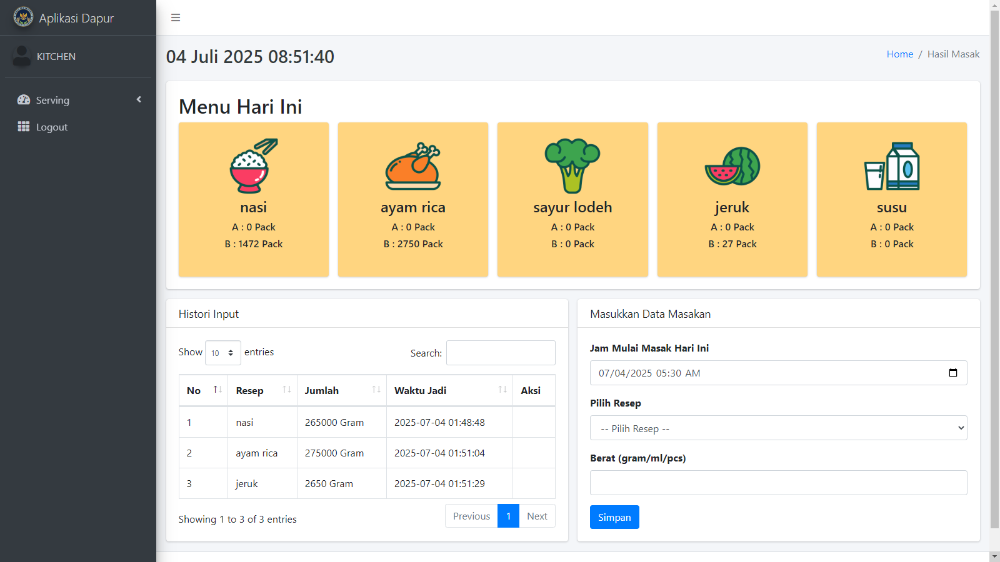 Aplikasi Dapur
KITCHEN
Serving
Logout
04 Juli 2025 08:51:40
Home / Hasil Masak
Menu Hari Ini
nasi
A : 0 Pack
B : 1472 Pack
ayam rica
A : 0 Pack
B : 2750 Pack
sayur lodeh
A : 0 Pack
B : 0 Pack
jeruk
A : 0 Pack
B : 27 Pack
susu
A : 0 Pack
B : 0 Pack
Histori Input
Show 10 entries
Search:
No Resep Jumlah Waktu Jadi Aksi
1 nasi 265000 Gram 2025-07-04 01:48:48
2 ayam rica 275000 Gram 2025-07-04 01:51:04
3 jeruk 2650 Gram 2025-07-04 01:51:29
Showing 1 to 3 of 3 entries
Previous 1 Next
Masukkan Data Masakan
Jam Mulai Masak Hari Ini
07/04/2025 05:30 AM
Pilih Resep
-- Pilih Resep --
Berat (gram/ml/pcs)
Simpan